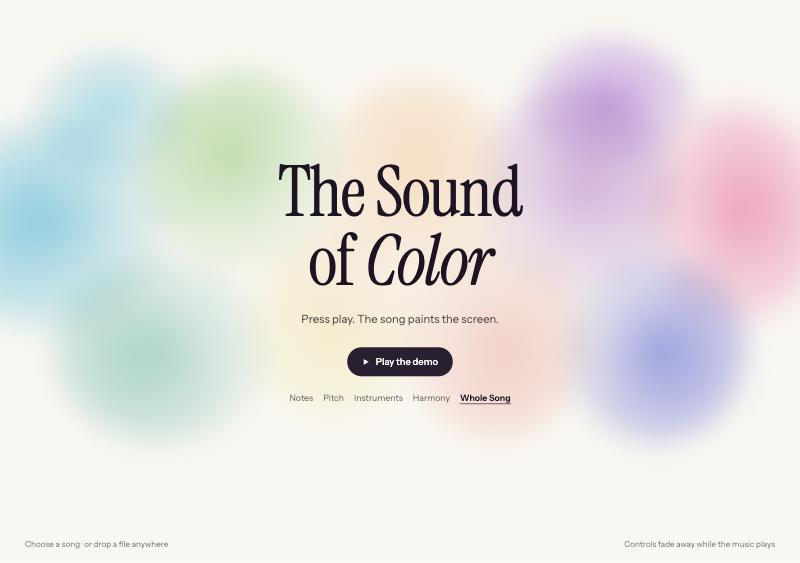 The Sound
of Color
Press play. The song paints the screen.
Play the demo
Notes Pitch Instruments Harmony Whole Song
Choose a song · or drop a file anywhere
Controls fade away while the music plays